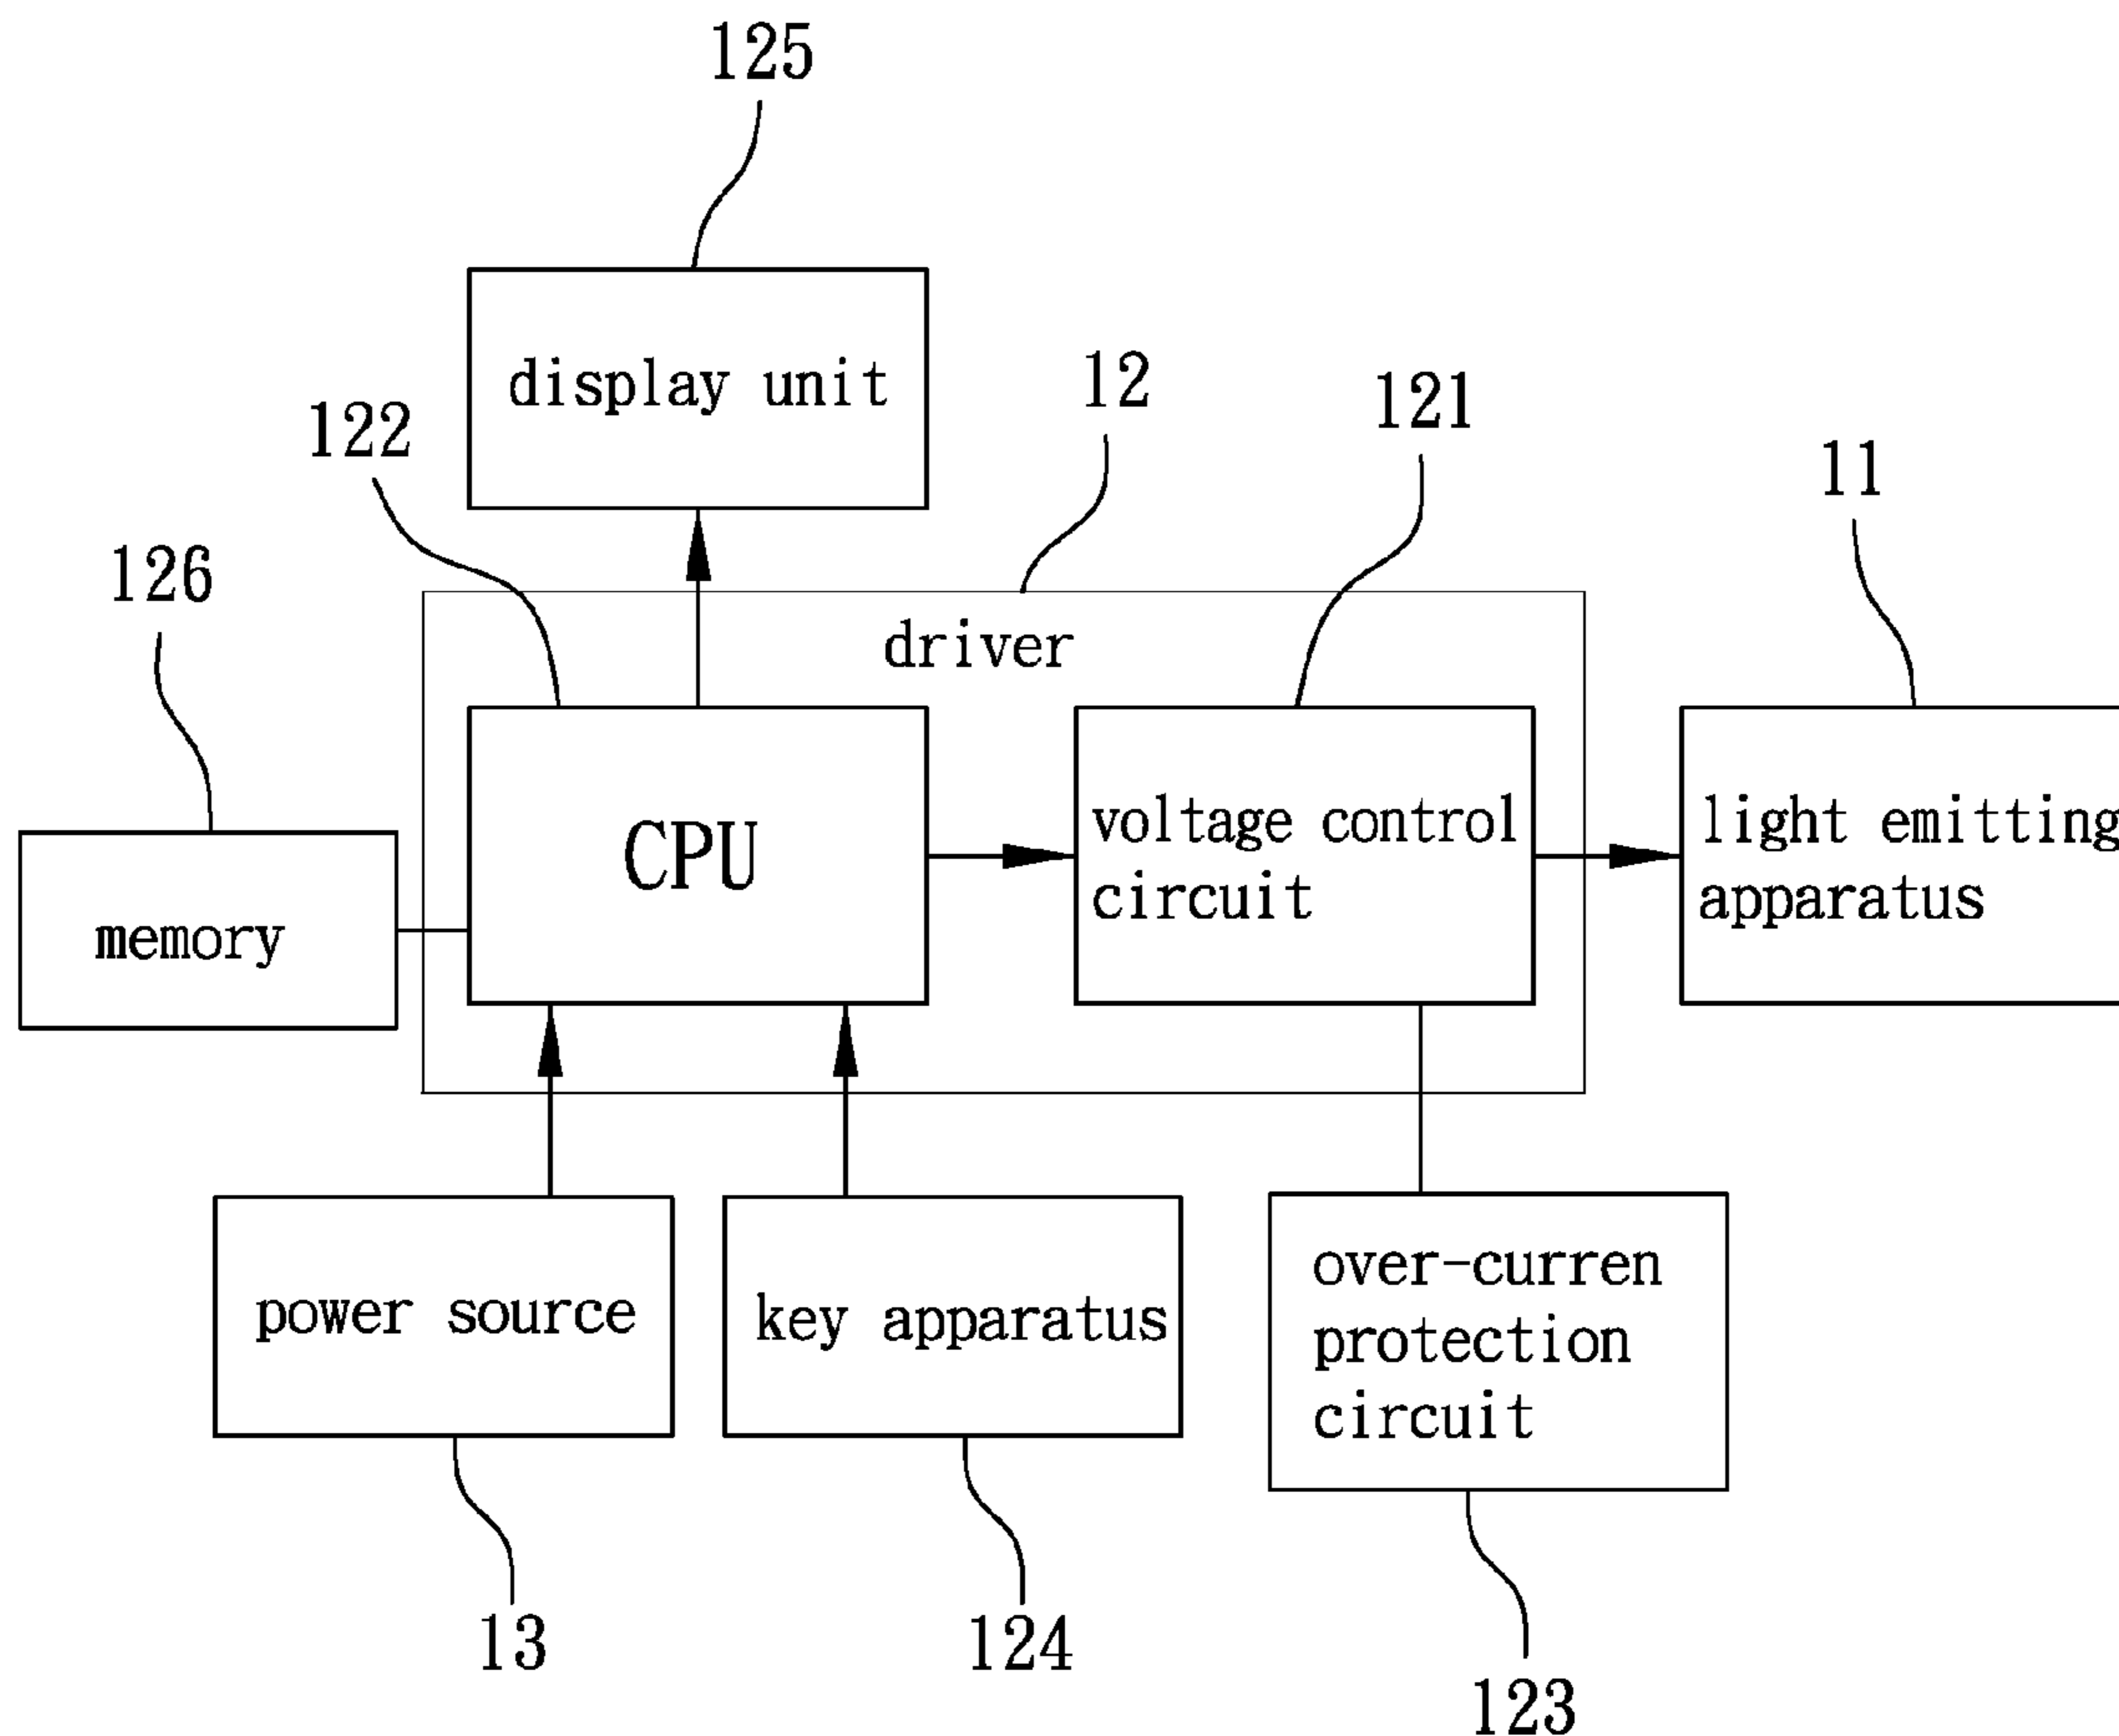 125
display unit
12
121
122
11
126
driver
CPU
voltage control
circuit
light emitting
apparatus
memory
power source
key apparatus
over-curren
protection
circuit
13
124
123